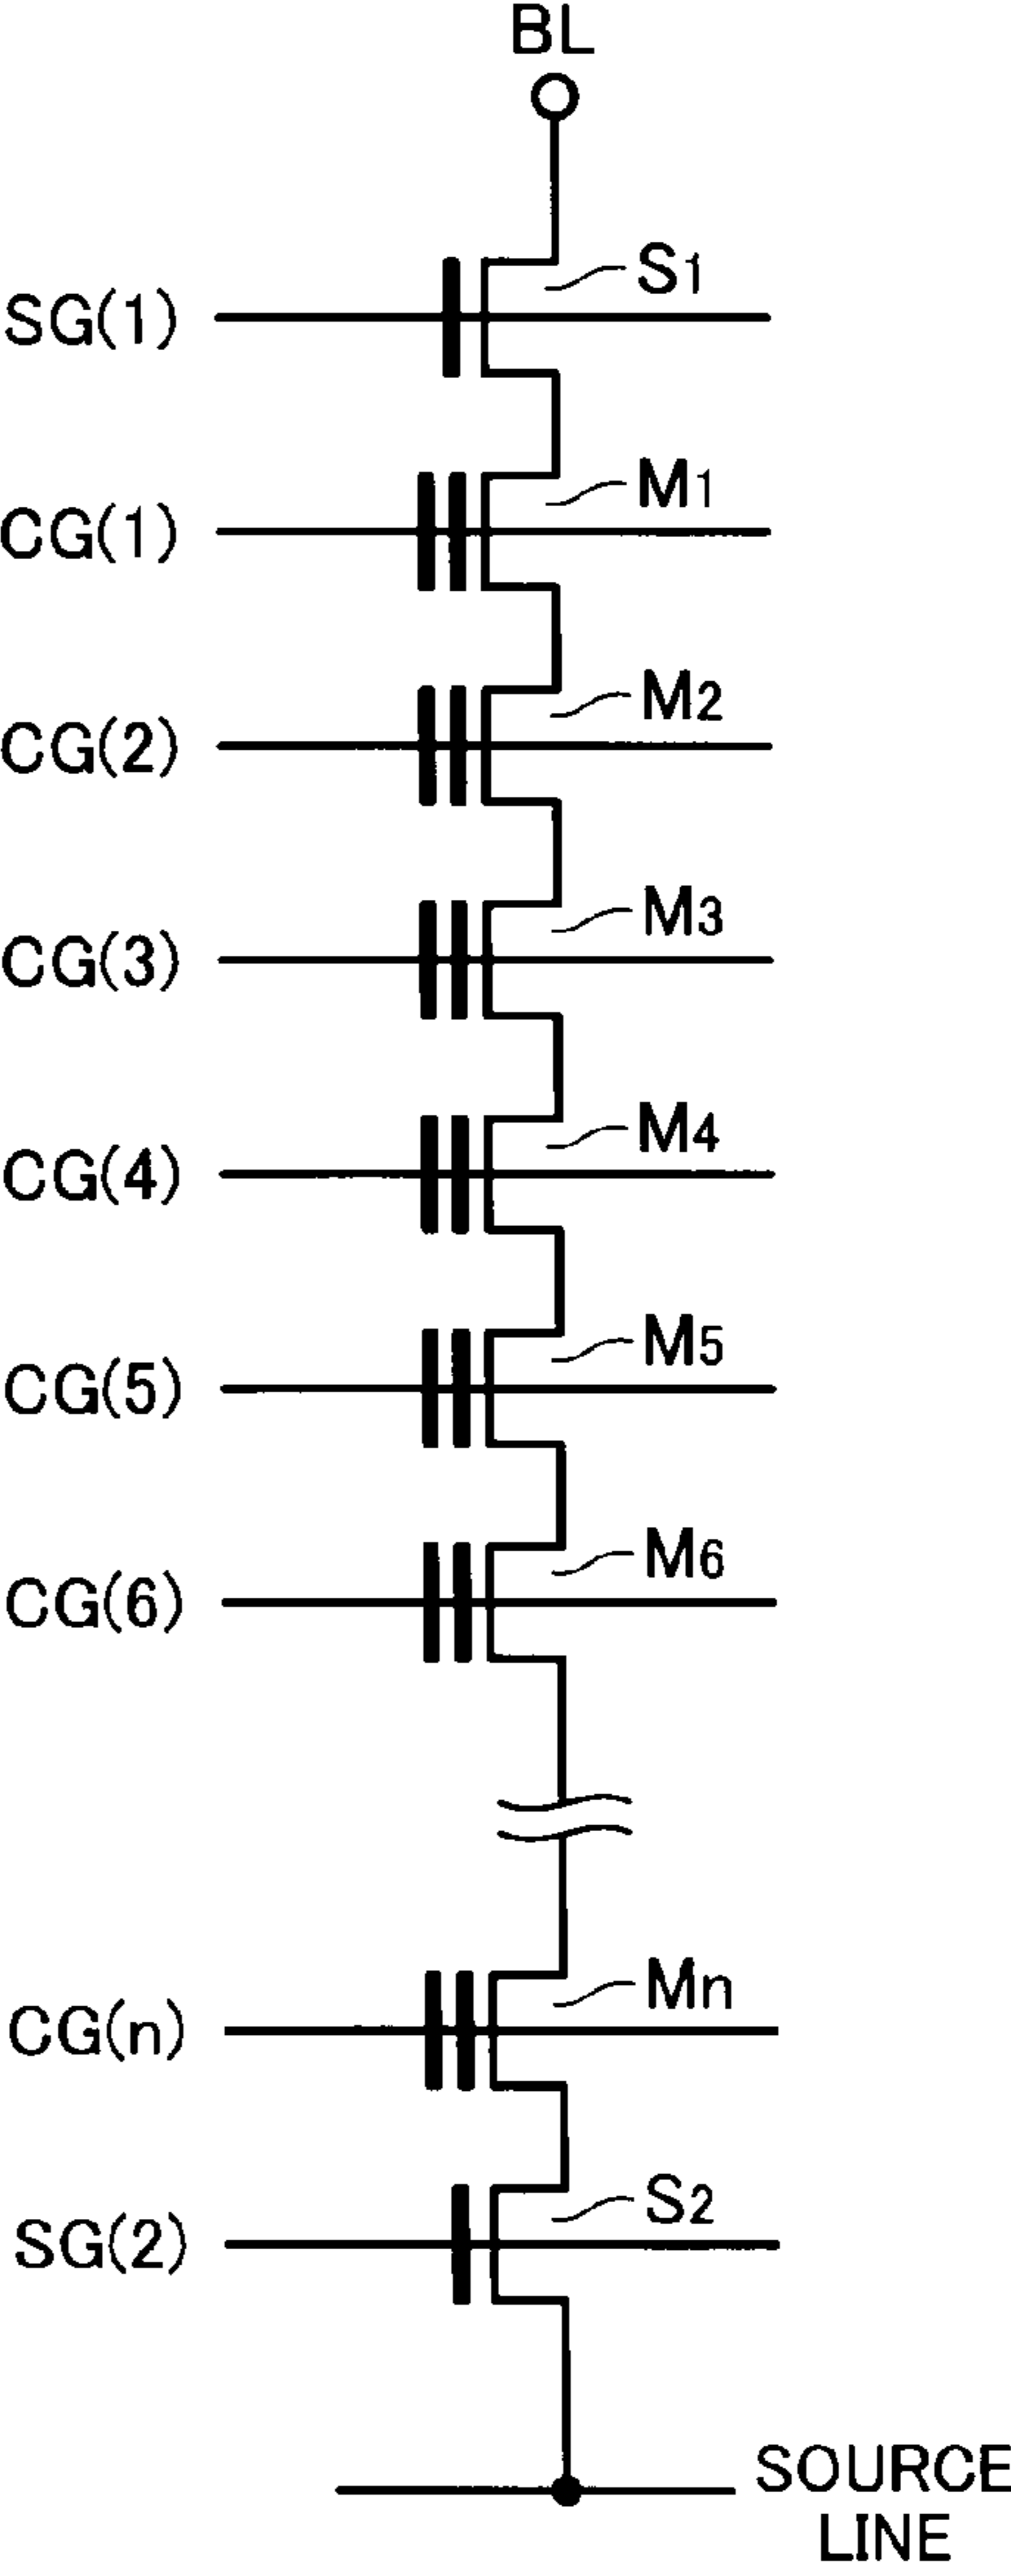 BL
SG(1) S1
CG(1) M1
CG(2) M2
CG(3) M3
CG(4) M4
CG(5) M5
CG(6) M6
CG(n) Mn
SG(2) S2
SOURCE
LINE